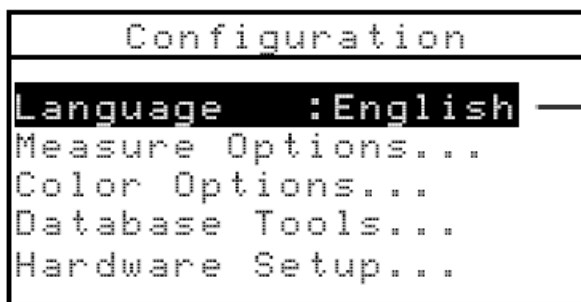 Configuration
Language :English
Measure Options...
Color Options...
Database Tools...
Hardware Setup...